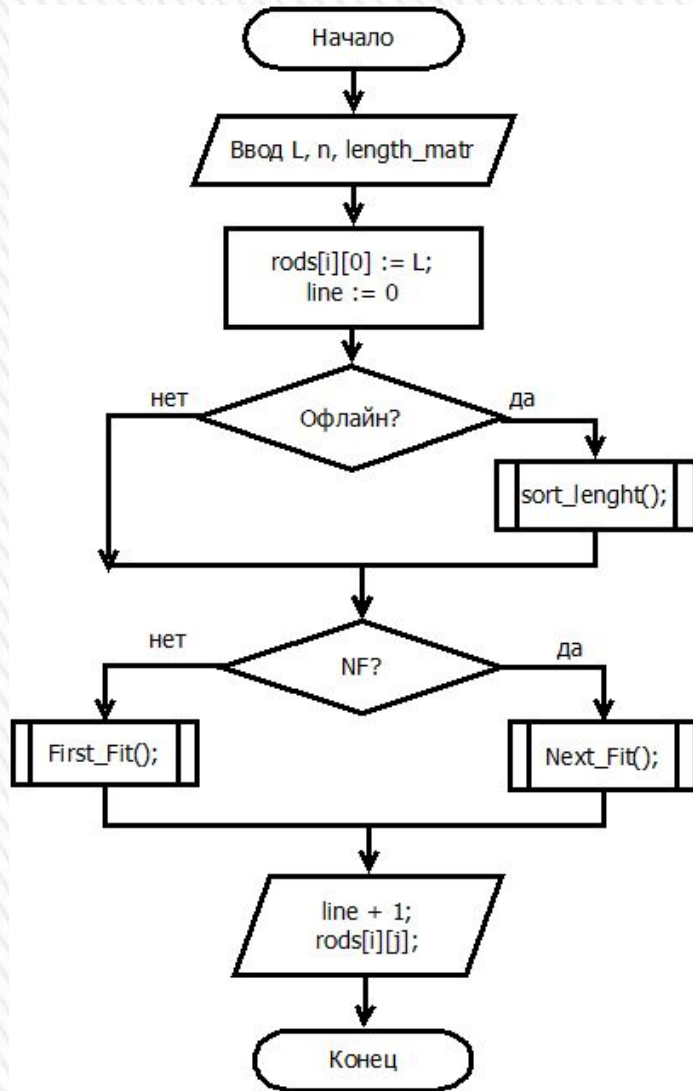 Начало
Ввод L, n, length_matr
rods[i][0] := L;
line := 0
нет
Офлайн?
да
sort_lenght();
нет
NF?
да
First_Fit();
Next_Fit();
line + 1;
rods[i][j];
Конец